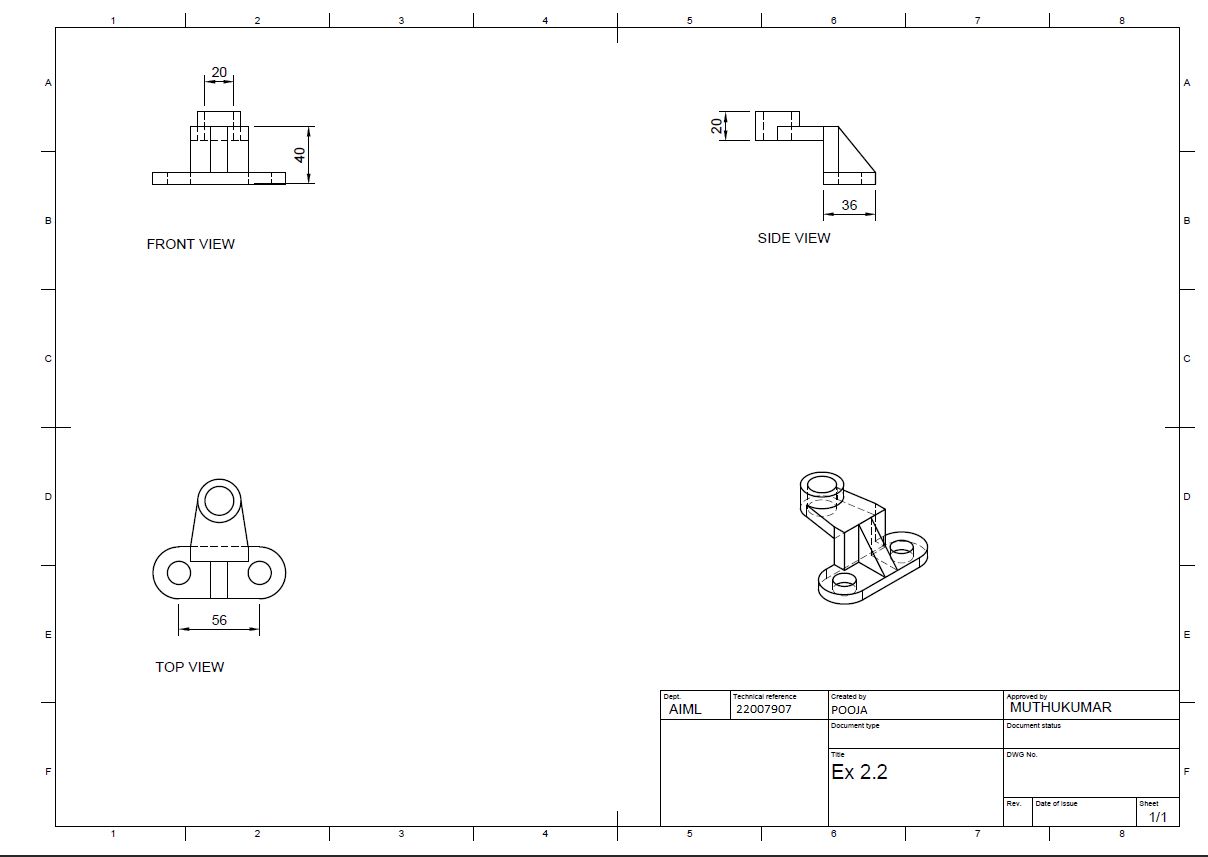 1 2 3 4 5 6 7 8
A A
20
20
40
B 36 B
FRONT VIEW SIDE VIEW
C C
D D
56
E E
TOP VIEW
Dept. Technical reference Created by Approved by
AIML 22007907 POOJA MUTHUKUMAR
Document type Document status
Title DWG No.
F Ex 2.2 F
Rev. Date of issue Sheet
1/1
1 2 3 4 5 6 7 8